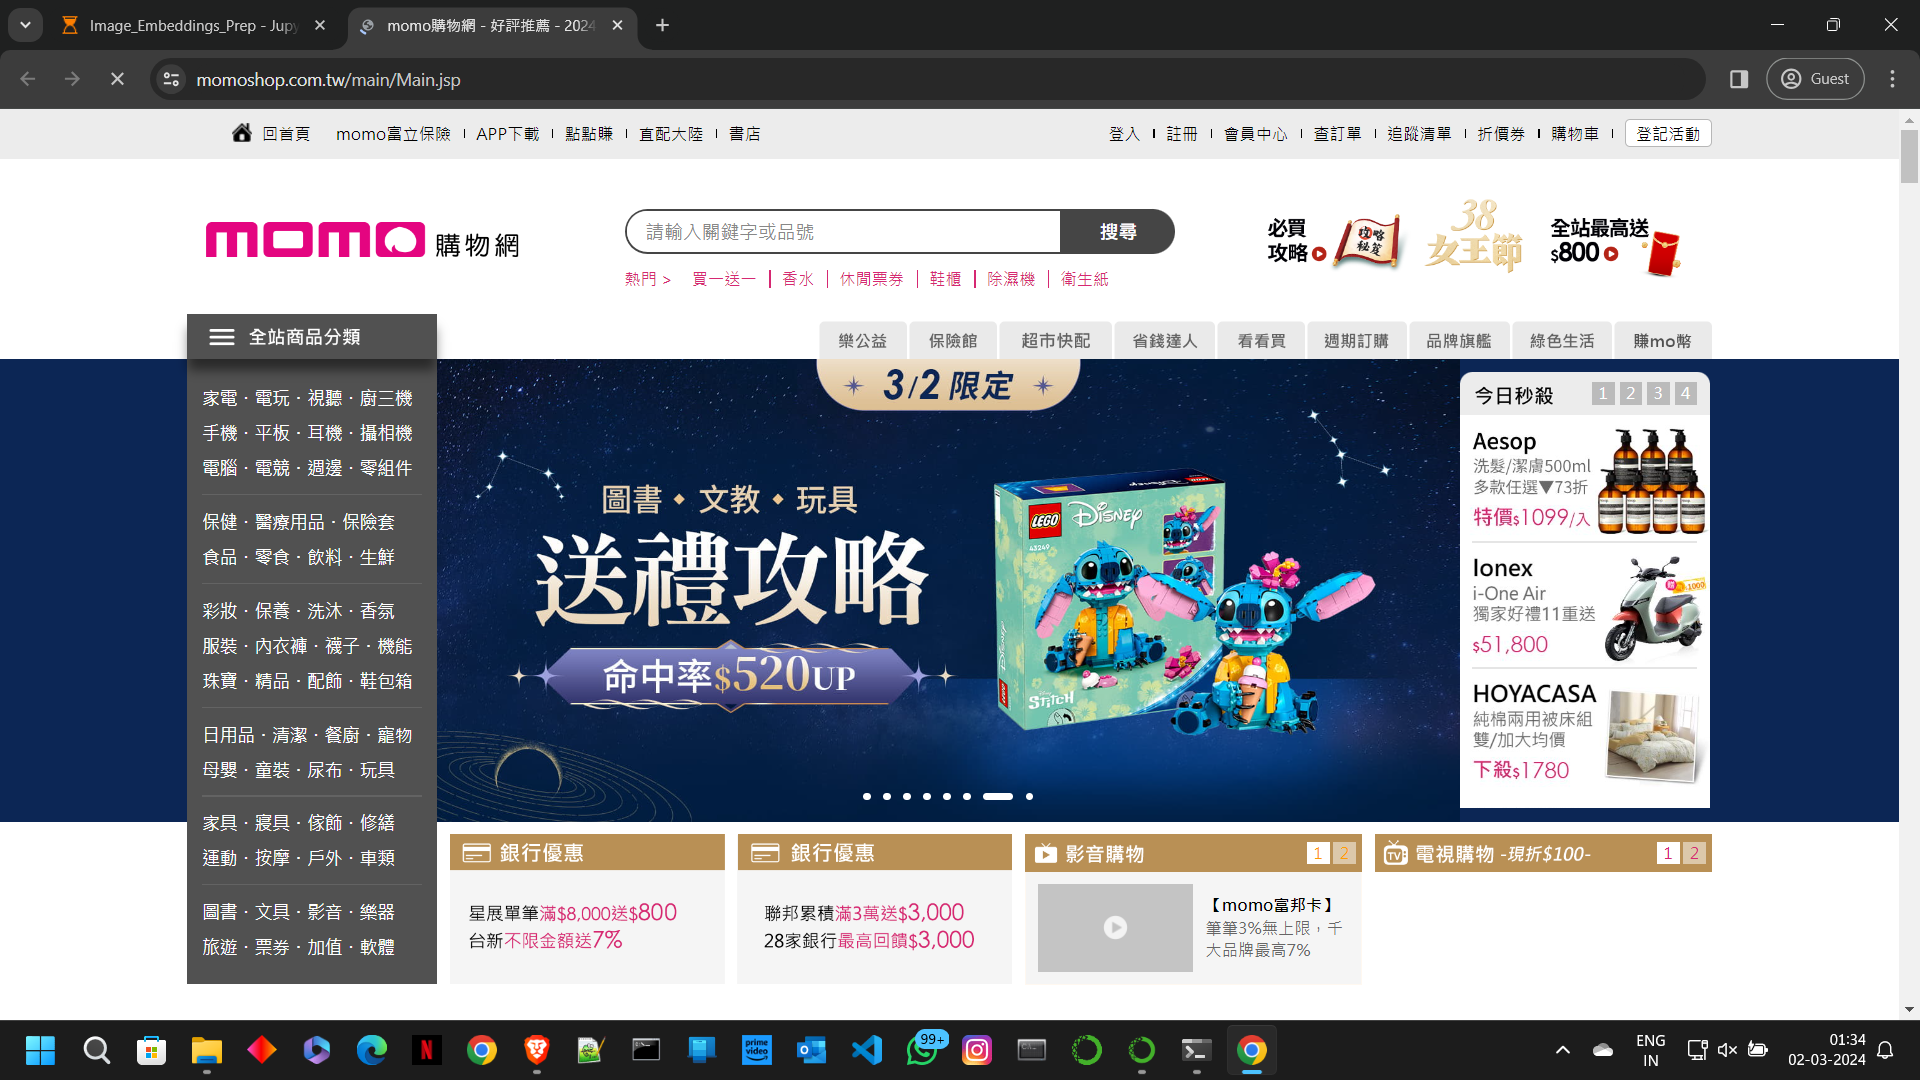 Image_Embeddings_Prep - Jupy
momo購物網 - 好評推薦 - 2024
momoshop.com.tw/main/Main.jsp
Guest
回首頁 momo富立保險 APP下載 點點賺 直配大陸 書店
登入 註冊 會員中心 查訂單 追蹤清單 折價券 購物車 登記活動
momo購物網
請輸入關鍵字或品號
搜尋
熱門 > 買一送一 香水 休閒票券 鞋櫃 除濕機 衛生紙
必買
攻略
攻略
秘笈
38
女王節
全站最高送
$800
全站商品分類
樂公益 保險館 超市快配 省錢達人 看看買 週期訂購 品牌旗艦 綠色生活 賺mo幣
家電・電玩・視聽・廚三機
手機・平板・耳機・攝相機
電腦・電競・週邊・零組件
保健・醫療用品・保險套
食品・零食・飲料・生鮮
彩妝・保養・洗沐・香氛
服裝・內衣褲・襪子・機能
珠寶・精品・配飾・鞋包箱
日用品・清潔・餐廚・寵物
母嬰・童裝・尿布・玩具
家具・寢具・傢飾・修繕
運動・按摩・戶外・車類
圖書・文具・影音・樂器
旅遊・票券・加值・軟體
3/2 限定
圖書 文教 玩具
送禮攻略
命中率$520UP
LEGO
Disney
43249
STITCH
今日秒殺 1 2 3 4
Aesop
洗髮/潔膚500ml
多款任選▼73折
特價$1099/入
Ionex
i-One Air
獨家好禮11重送
$51,800
HOYACASA
純棉兩用被床組
雙/加大均價
下殺$1780
銀行優惠
星展單筆滿$8,000送$800
台新不限金額送7%
銀行優惠
聯邦累積滿3萬送$3,000
28家銀行最高回饋$3,000
影音購物 1 2
【momo富邦卡】
筆筆3%無上限，千
大品牌最高7%
TV 電視購物 -現折$100- 1 2
prime video
99+
ENG
IN
01:34
02-03-2024